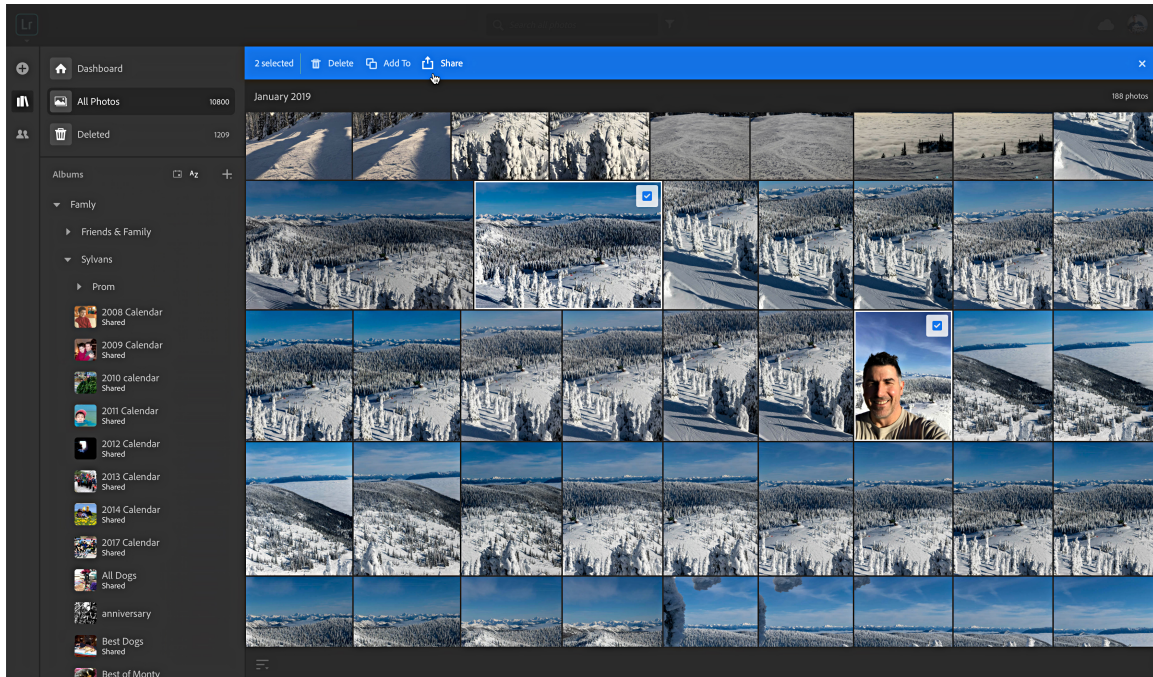 Lr
2 selected Delete Add To Share
Dashboard
All Photos 10800
Deleted 1209
January 2019 188 photos
Albums Az
Famly
Friends & Family
Sylvans
Prom
2008 Calendar
Shared
2009 Calendar
Shared
2010 calendar
Shared
2011 Calendar
Shared
2012 Calendar
Shared
2013 Calendar
Shared
2014 Calendar
Shared
2017 Calendar
Shared
All Dogs
Shared
anniversary
Best Dogs
Shared
Best of Monty